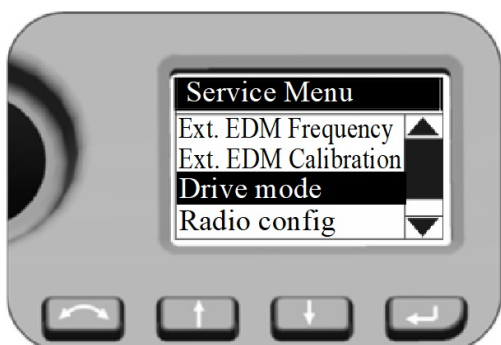 Service Menu
Ext. EDM Frequency
Ext. EDM Calibration
Drive mode
Radio config